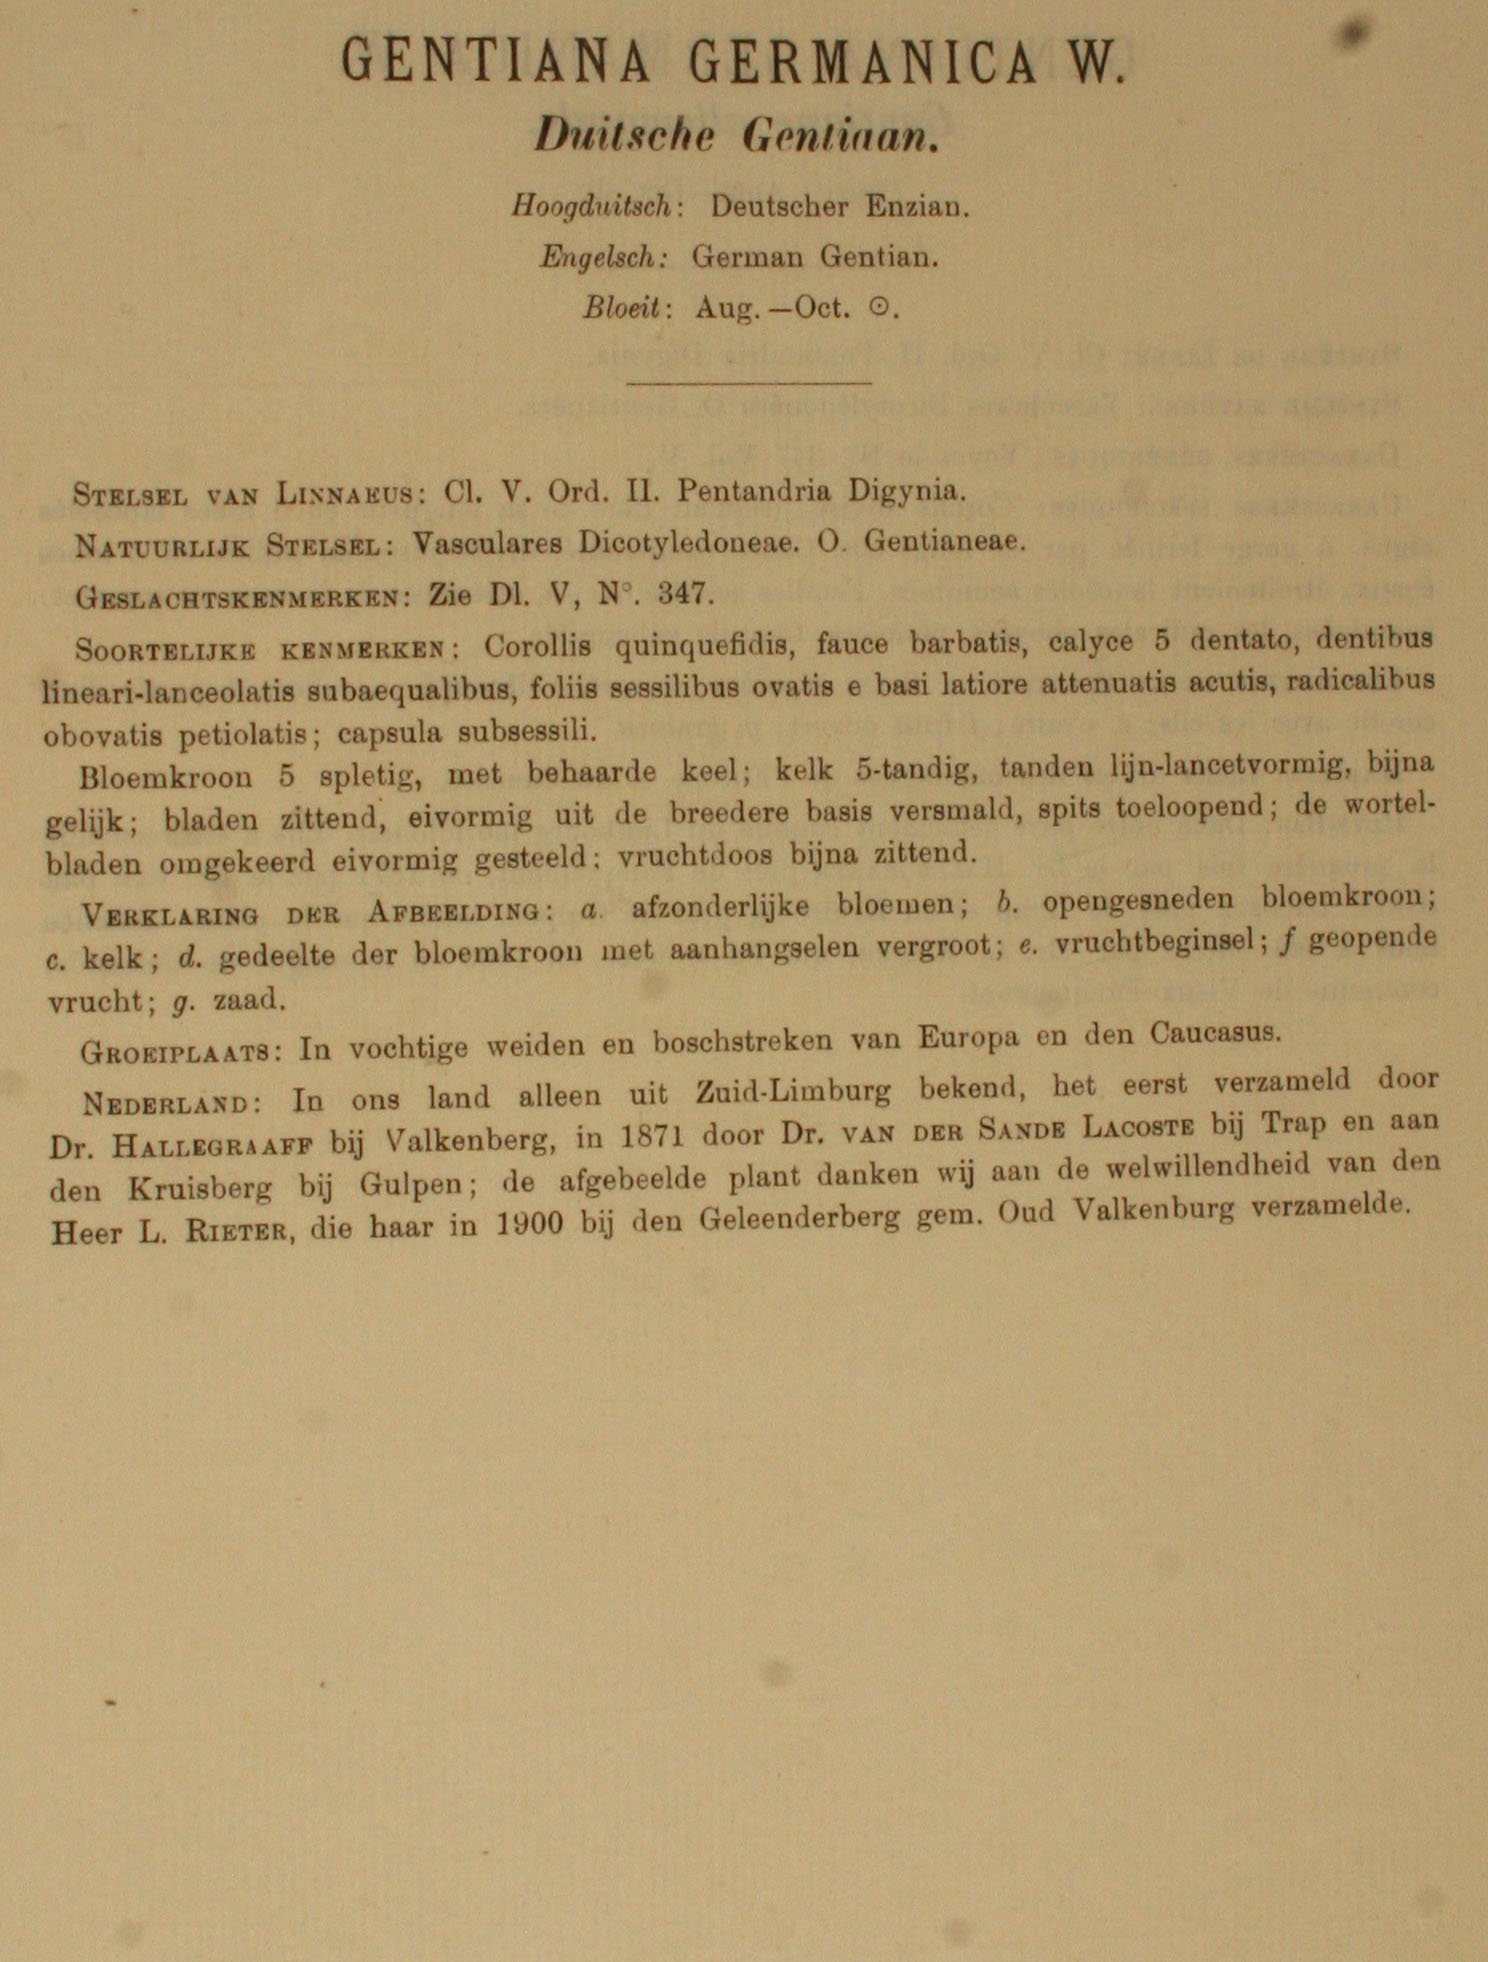 GENTIANA GERMANICA W.
Duitsche Gentiaan.
Hoogduitsch: Deutscher Enzian.
Engelsch: German Gentian.
Bloeit: Aug.—Oct. ☉.
STELSEL VAN LINNAEUS: Cl. V. Ord. II. Pentandria Digynia.
NATUURLIJK STELSEL: Vasculares Dicotyledoneae. O. Gentianeae.
GESLACHTSKENMERKEN: Zie Dl. V, N°. 347.
SOORTELIJKE KENMERKEN: Corollis quinquefidis, fauce barbatis, calyce 5 dentato, dentibus
lineari-lanceolatis subaequalibus, foliis sessilibus ovatis e basi latiore attenuatis acutis, radicalibus
obovatis petiolatis; capsula subsessili.
Bloemkroon 5 spletig, met behaarde keel; kelk 5-tandig, tanden lijn-lancetvormig, bijna
gelijk; bladen zittend, eivormig uit de breedere basis versmald, spits toeloopend; de wortel-
bladen omgekeerd eivormig gesteeld; vruchtdoos bijna zittend.
VERKLARING DER AFBEELDING: a. afzonderlijke bloemen; b. opengesneden bloemkroon;
c. kelk; d. gedeelte der bloemkroon met aanhangselen vergroot; e. vruchtbeginsel; f geopende
vrucht; g. zaad.
GROEIPLAATS: In vochtige weiden en boschstreken van Europa en den Caucasus.
NEDERLAND: In ons land alleen uit Zuid-Limburg bekend, het eerst verzameld door
Dr. HALLEGRAAFF bij Valkenberg, in 1871 door Dr. VAN DER SANDE LACOSTE bij Trap en aan
den Kruisberg bij Gulpen; de afgebeelde plant danken wij aan de welwillendheid van den
Heer L. RIETER, die haar in 1900 bij den Geleenderberg gem. Oud Valkenburg verzamelde.